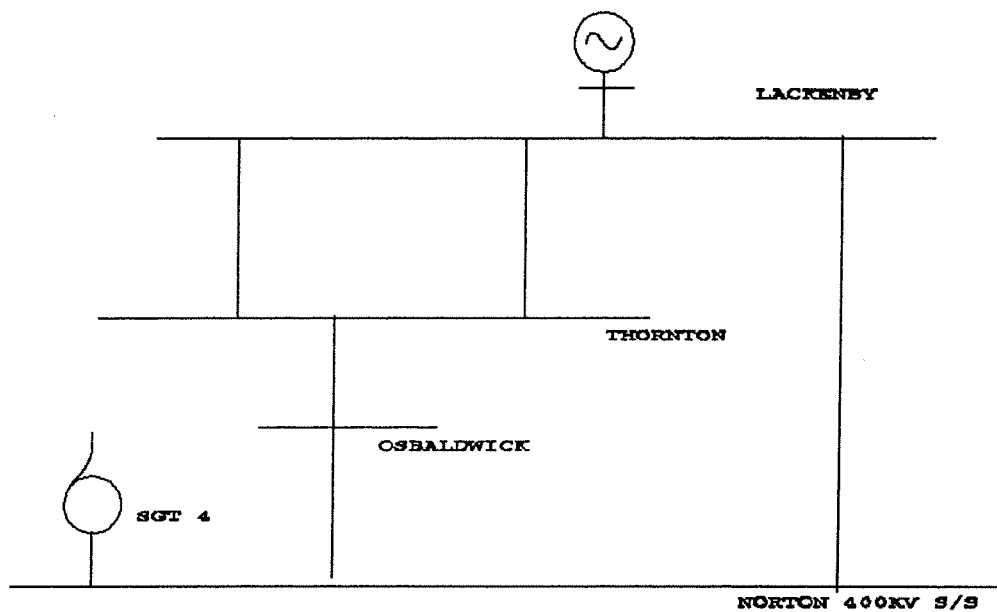 LACKENBY
THORNTON
OSBALDWICK
SGT 4
NORTON 400KV S/S